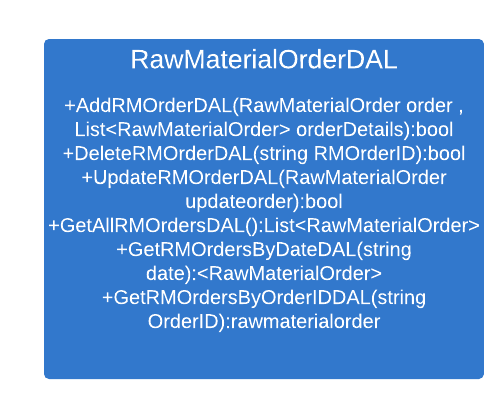 RawMaterialOrderDAL
+AddRMOrderDAL(RawMaterialOrder order ,
List<RawMaterialOrder> orderDetails):bool
+DeleteRMOrderDAL(string RMOrderID):bool
+UpdateRMOrderDAL(RawMaterialOrder
updateorder):bool
+GetAllRMOrdersDAL():List<RawMaterialOrder>
+GetRMOrdersByDateDAL(string
date):<RawMaterialOrder>
+GetRMOrdersByOrderIDDAL(string
OrderID):rawmaterialorder